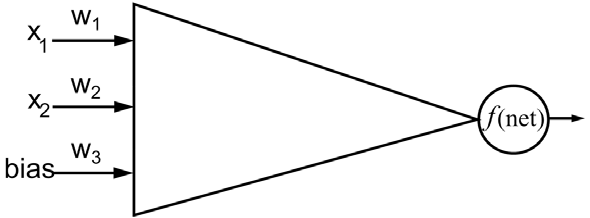 x₁ w₁
x₂ w₂
bias w₃
f(net)